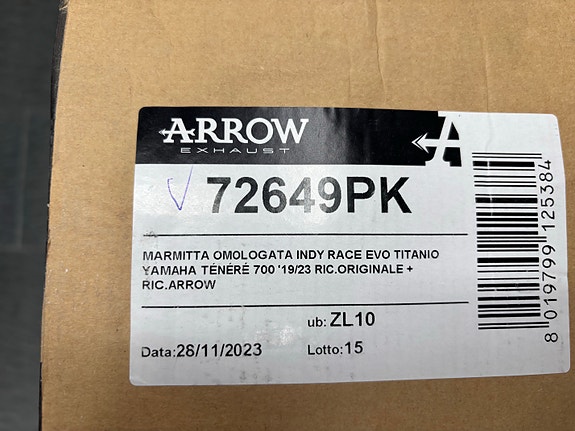 ARROW
EXHAUST
72649PK
MARMITTA OMOLOGATA INDY RACE EVO TITANIO
YAMAHA TÉNÉRÉ 700 '19/23 RIC.ORIGINALE +
RIC.ARROW
ub: ZL10
Data: 28/11/2023 Lotto: 15
8 019799 125384